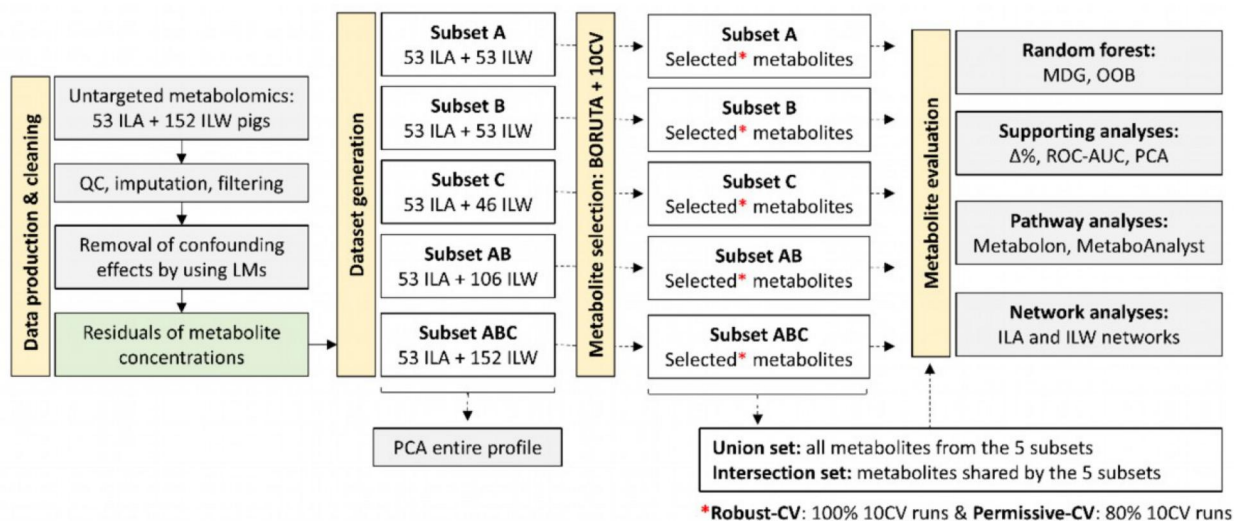 Data production & cleaning
Untargeted metabolomics:
53 ILA + 152 ILW pigs
QC, imputation, filtering
Removal of confounding
effects by using LMs
Residuals of metabolite
concentrations
Dataset generation
Subset A
53 ILA + 53 ILW
Subset B
53 ILA + 53 ILW
Subset C
53 ILA + 46 ILW
Subset AB
53 ILA + 106 ILW
Subset ABC
53 ILA + 152 ILW
PCA entire profile
Metabolite selection: BORUTA + 10CV
Subset A
Selected* metabolites
Subset B
Selected* metabolites
Subset C
Selected* metabolites
Subset AB
Selected* metabolites
Subset ABC
Selected* metabolites
Metabolite evaluation
Random forest:
MDG, OOB
Supporting analyses:
Δ%, ROC-AUC, PCA
Pathway analyses:
Metabolon, MetaboAnalyst
Network analyses:
ILA and ILW networks
Union set: all metabolites from the 5 subsets
Intersection set: metabolites shared by the 5 subsets
*Robust-CV: 100% 10CV runs & Permissive-CV: 80% 10CV runs